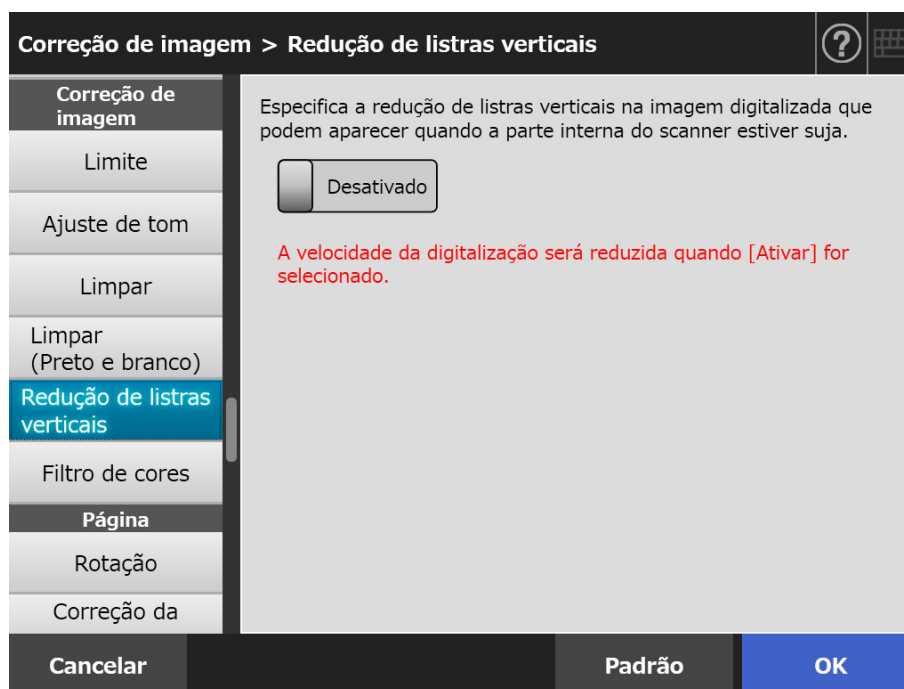 Correção de imagem > Redução de listras verticais
?
Correção de
imagem
Limite
Ajuste de tom
Limpar
Limpar
(Preto e branco)
Redução de listras
verticais
Filtro de cores
Página
Rotação
Correção da
Especifica a redução de listras verticais na imagem digitalizada que
podem aparecer quando a parte interna do scanner estiver suja.
Desativado
A velocidade da digitalização será reduzida quando [Ativar] for
selecionado.
Cancelar
Padrão
OK